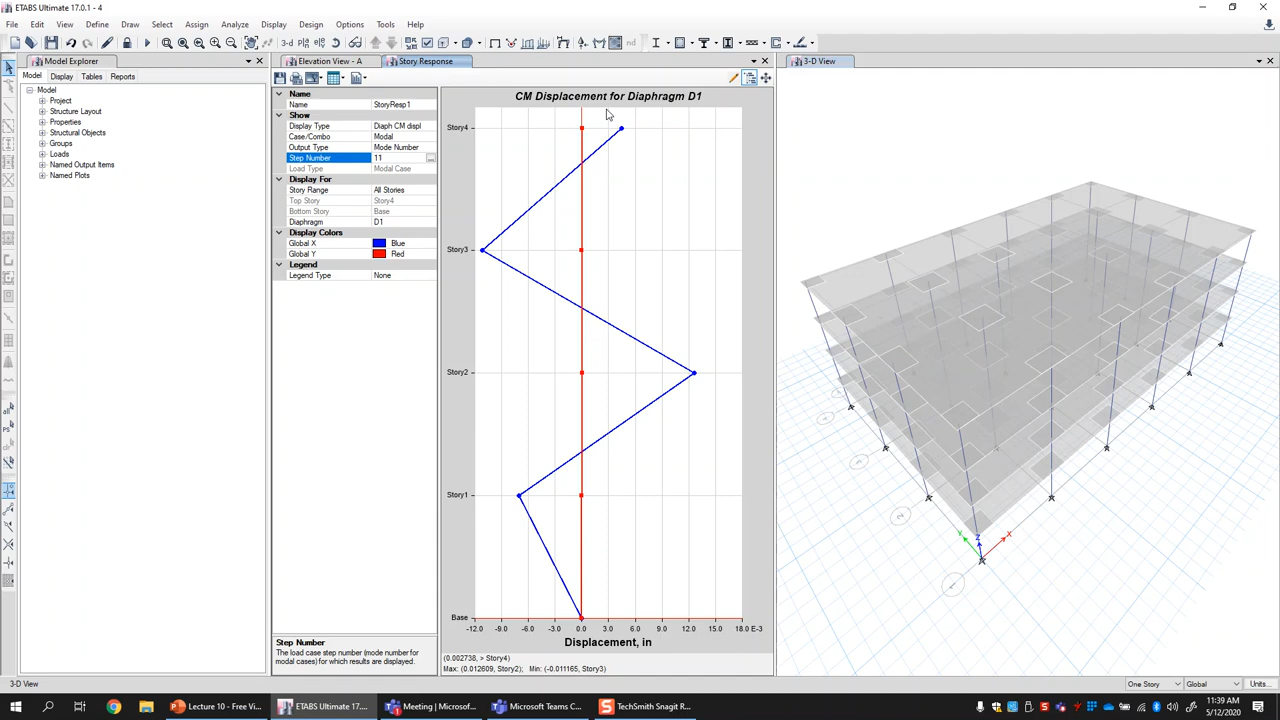 ETABS Ultimate 17.0.1 - 4
File Edit View Define Draw Select Assign Analyze Display Design Options Tools Help
3-d
nd
Model Explorer
Model Display Tables Reports
Model
Project
Structure Layout
Properties
Structural Objects
Groups
Loads
Named Output Items
Named Plots
Elevation View - A
Story Response
Name
Name StoryResp1
Show
Display Type Diaph CM displ
Case/Combo Modal
Output Type Mode Number
Step Number 11
Load Type Modal Case
Display For
Story Range All Stories
Top Story Story4
Bottom Story Base
Diaphragm D1
Display Colors
Global X Blue
Global Y Red
Legend
Legend Type None
Step Number
The load case step number (mode number for modal cases) for which results are displayed.
CM Displacement for Diaphragm D1
Story4
Story3
Story2
Story1
Base
-12.0 -9.0 -6.0 -3.0 0.0 3.0 6.0 9.0 12.0 15.0 18.0 E-3
Displacement, in
(0.002738, > Story4)
Max: (0.012609, Story2); Min: (-0.011165, Story3)
3-D View
X
Y
Z
3-D View
One Story Global Units...
Lecture 10 - Free Vi...
ETABS Ultimate 17....
Meeting | Microsof...
Microsoft Teams C...
TechSmith Snagit R...
11:39 AM
5/12/2020